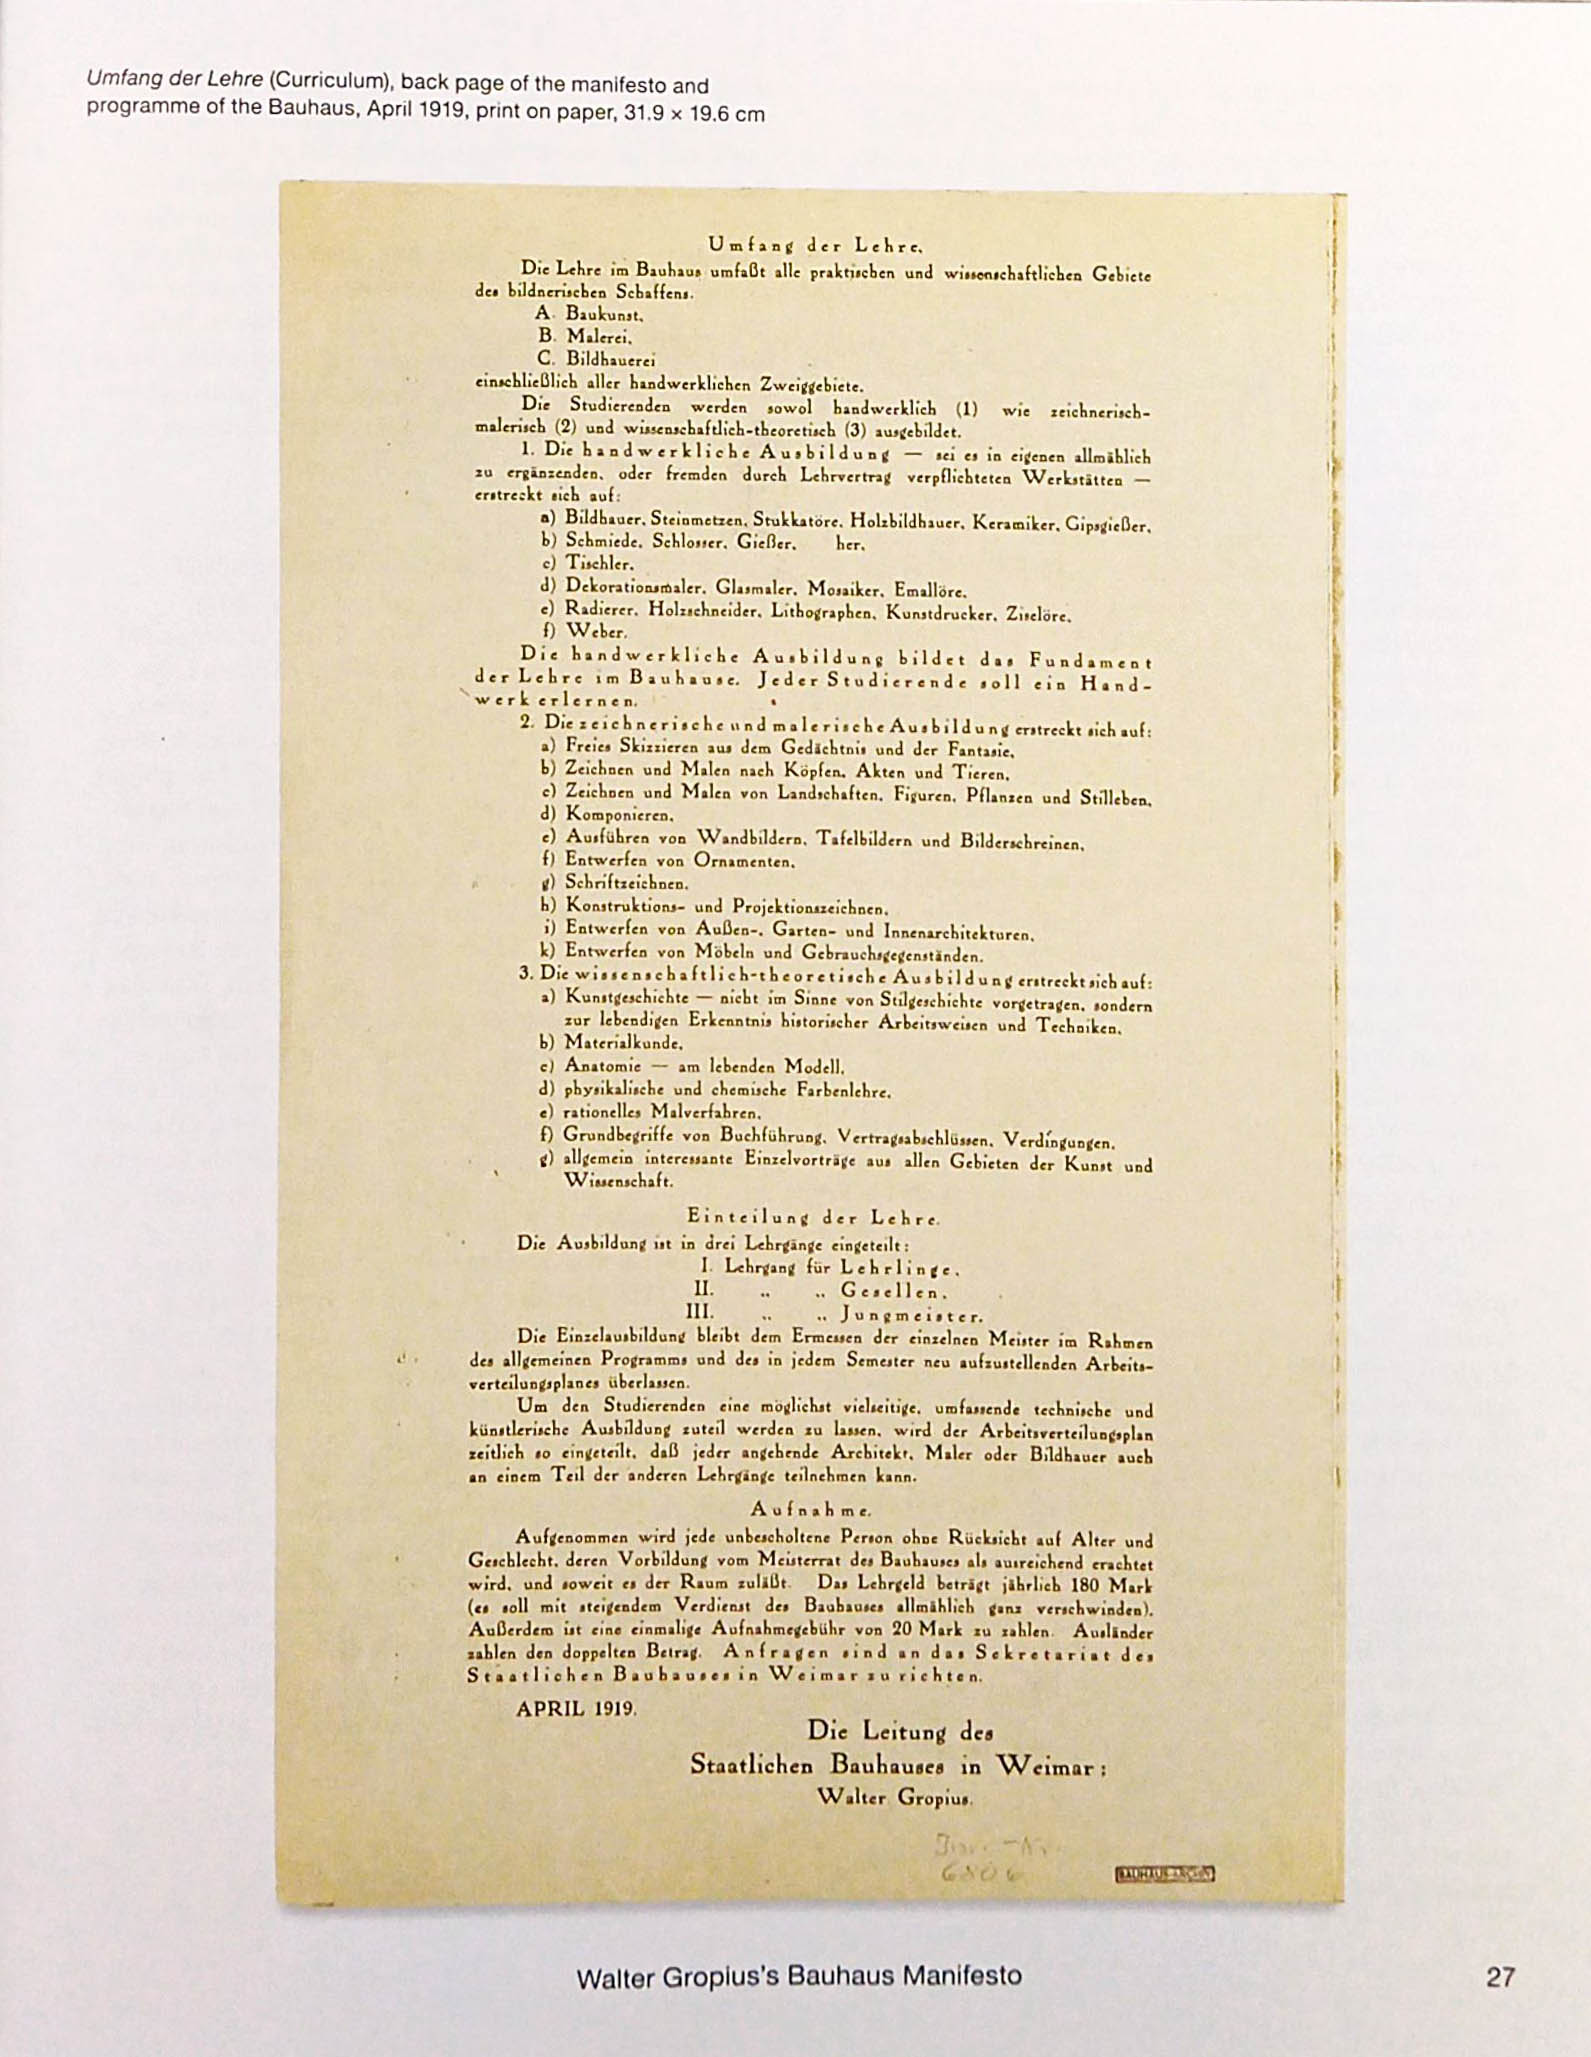 Umfang der Lehre (Curriculum), back page of the manifesto and
programme of the Bauhaus, April 1919, print on paper, 31.9 × 19.6 cm
Umfang der Lehre.
Die Lehre im Bauhaus umfaßt alle praktischen und wissenschaftlichen Gebiete
des bildnerischen Schaffens.
A. Baukunst,
B. Malerei,
C. Bildhauerei
einschließlich aller handwerklichen Zweiggebiete.
Die Studierenden werden sowol handwerklich (1) wie zeichnerisch-
malerisch (2) und wissenschaftlich-theoretisch (3) ausgebildet.
1. Die handwerkliche Ausbildung — sei es in eigenen allmählich
zu ergänzenden, oder fremden durch Lehrvertrag verpflichteten Werkstätten —
erstreckt sich auf:
a) Bildhauer, Steinmetzen, Stukkatöre, Holzbildhauer, Keramiker, Gipsgießer,
b) Schmiede, Schlosser, Gießer, her,
c) Tischler,
d) Dekorationsmaler, Glasmaler, Mosaiker, Emallöre,
e) Radierer, Holzschneider, Lithographen, Kunstdrucker, Ziselöre,
f) Weber.
Die handwerkliche Ausbildung bildet das Fundament
der Lehre im Bauhause. Jeder Studierende soll ein Hand-
werk erlernen.
2. Die zeichnerische und malerische Ausbildung erstreckt sich auf:
a) Freies Skizzieren aus dem Gedächtnis und der Fantasie,
b) Zeichnen und Malen nach Köpfen, Akten und Tieren,
c) Zeichnen und Malen von Landschaften, Figuren, Pflanzen und Stilleben,
d) Komponieren,
e) Ausführen von Wandbildern, Tafelbildern und Bilderschreinen,
f) Entwerfen von Ornamenten,
g) Schriftzeichnen,
h) Konstruktions- und Projektionszeichnen,
i) Entwerfen von Außen-, Garten- und Innenarchitekturen,
k) Entwerfen von Möbeln und Gebrauchsgegenständen.
3. Die wissenschaftlich-theoretische Ausbildung erstreckt sich auf:
a) Kunstgeschichte — nicht im Sinne von Stilgeschichte vorgetragen, sondern
zur lebendigen Erkenntnis historischer Arbeitsweisen und Techniken,
b) Materialkunde,
c) Anatomie — am lebenden Modell,
d) physikalische und chemische Farbenlehre,
e) rationelles Malverfahren,
f) Grundbegriffe von Buchführung, Vertragsabschlüssen, Verdingungen,
g) allgemein interessante Einzelvorträge aus allen Gebieten der Kunst und
Wissenschaft.
Einteilung der Lehre.
Die Ausbildung ist in drei Lehrgänge eingeteilt:
I. Lehrgang für Lehrlinge,
II. „ „ Gesellen,
III. „ „ Jungmeister.
Die Einzelausbildung bleibt dem Ermessen der einzelnen Meister im Rahmen
des allgemeinen Programms und des in jedem Semester neu aufzustellenden Arbeits-
verteilungsplanes überlassen.
Um den Studierenden eine möglichst vielseitige, umfassende technische und
künstlerische Ausbildung zuteil werden zu lassen, wird der Arbeitsverteilungsplan
zeitlich so eingeteilt, daß jeder angehende Architekt, Maler oder Bildhauer auch
an einem Teil der anderen Lehrgänge teilnehmen kann.
Aufnahme.
Aufgenommen wird jede unbescholtene Person ohne Rücksicht auf Alter und
Geschlecht, deren Vorbildung vom Meisterrat des Bauhauses als ausreichend erachtet
wird, und soweit es der Raum zuläßt. Das Lehrgeld beträgt jährlich 180 Mark
(es soll mit steigendem Verdienst des Bauhauses allmählich ganz verschwinden).
Außerdem ist eine einmalige Aufnahmegebühr von 20 Mark zu zahlen. Ausländer
zahlen den doppelten Betrag. Anfragen sind an das Sekretariat des
Staatlichen Bauhauses in Weimar zu richten.
APRIL 1919.
Die Leitung des
Staatlichen Bauhauses in Weimar:
Walter Gropius.
Inv.-Nr.
6806
BAUHAUS-ARCHIV
Walter Gropius's Bauhaus Manifesto
27